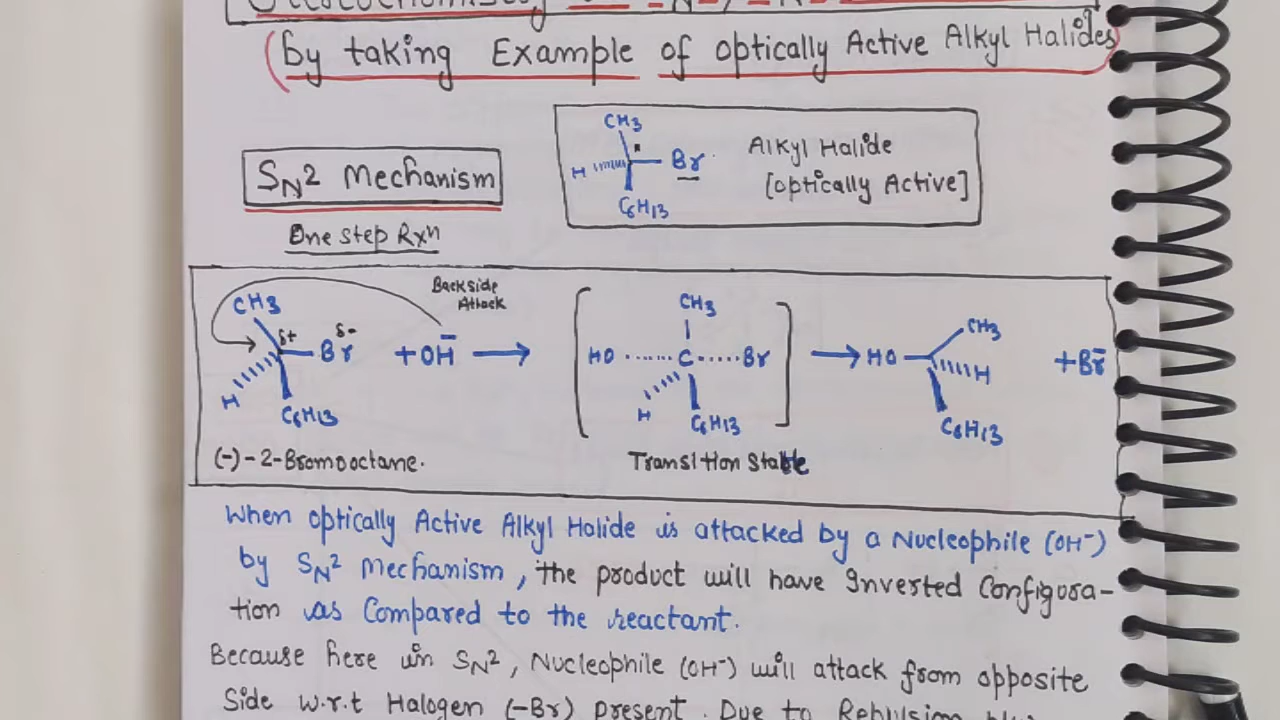 (by taking Example of optically Active Alkyl Halides
CH3
H Br
C6H13
Alkyl Halide
[optically Active]
SN2 Mechanism
One step Rxn
Backside
Attack
CH3
δ+ δ-
Br
H
C6H13
+OH-
(-)-2-Bromooctane.
CH3
HO C Br
H
C6H13
Transition State
CH3
HO
H
C6H13
+Br-
When optically Active Alkyl Halide is attacked by a Nucleophile (OH-)
by SN2 mechanism, the product will have Inverted Configura-
tion as Compared to the reactant.
Because here in SN2, Nucleophile (OH-) will attack from opposite
Side w.r.t Halogen (-Br) present. Due to Repulsion